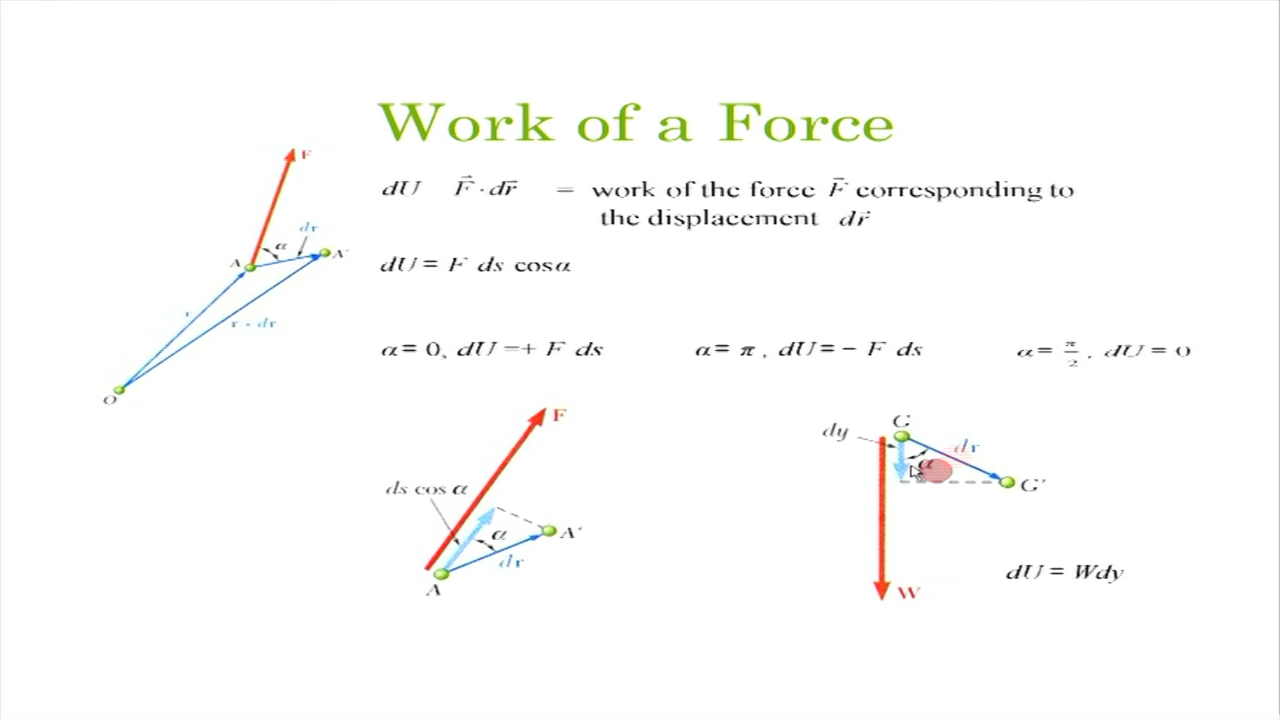 Work of a Force
F
dU F⃗ · dr⃗ = work of the force F⃗ corresponding to
the displacement dr⃗
dr
α
A
A'
dU = F ds cosα
r
r + dr
O
α = 0, dU = + F ds
α = π, dU = − F ds
α = π/2, dU = 0
F
ds cos α
α
A'
dr
A
G
dy
dr
α
G'
dU = Wdy
W